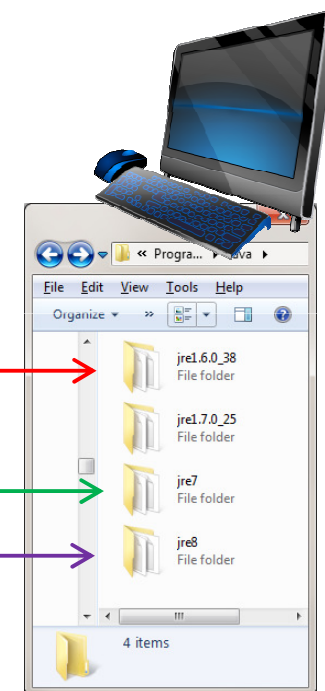 « Progra... ▸ Java ▸
File Edit View Tools Help
Organize »
jre1.6.0_38
File folder
jre1.7.0_25
File folder
jre7
File folder
jre8
File folder
4 items